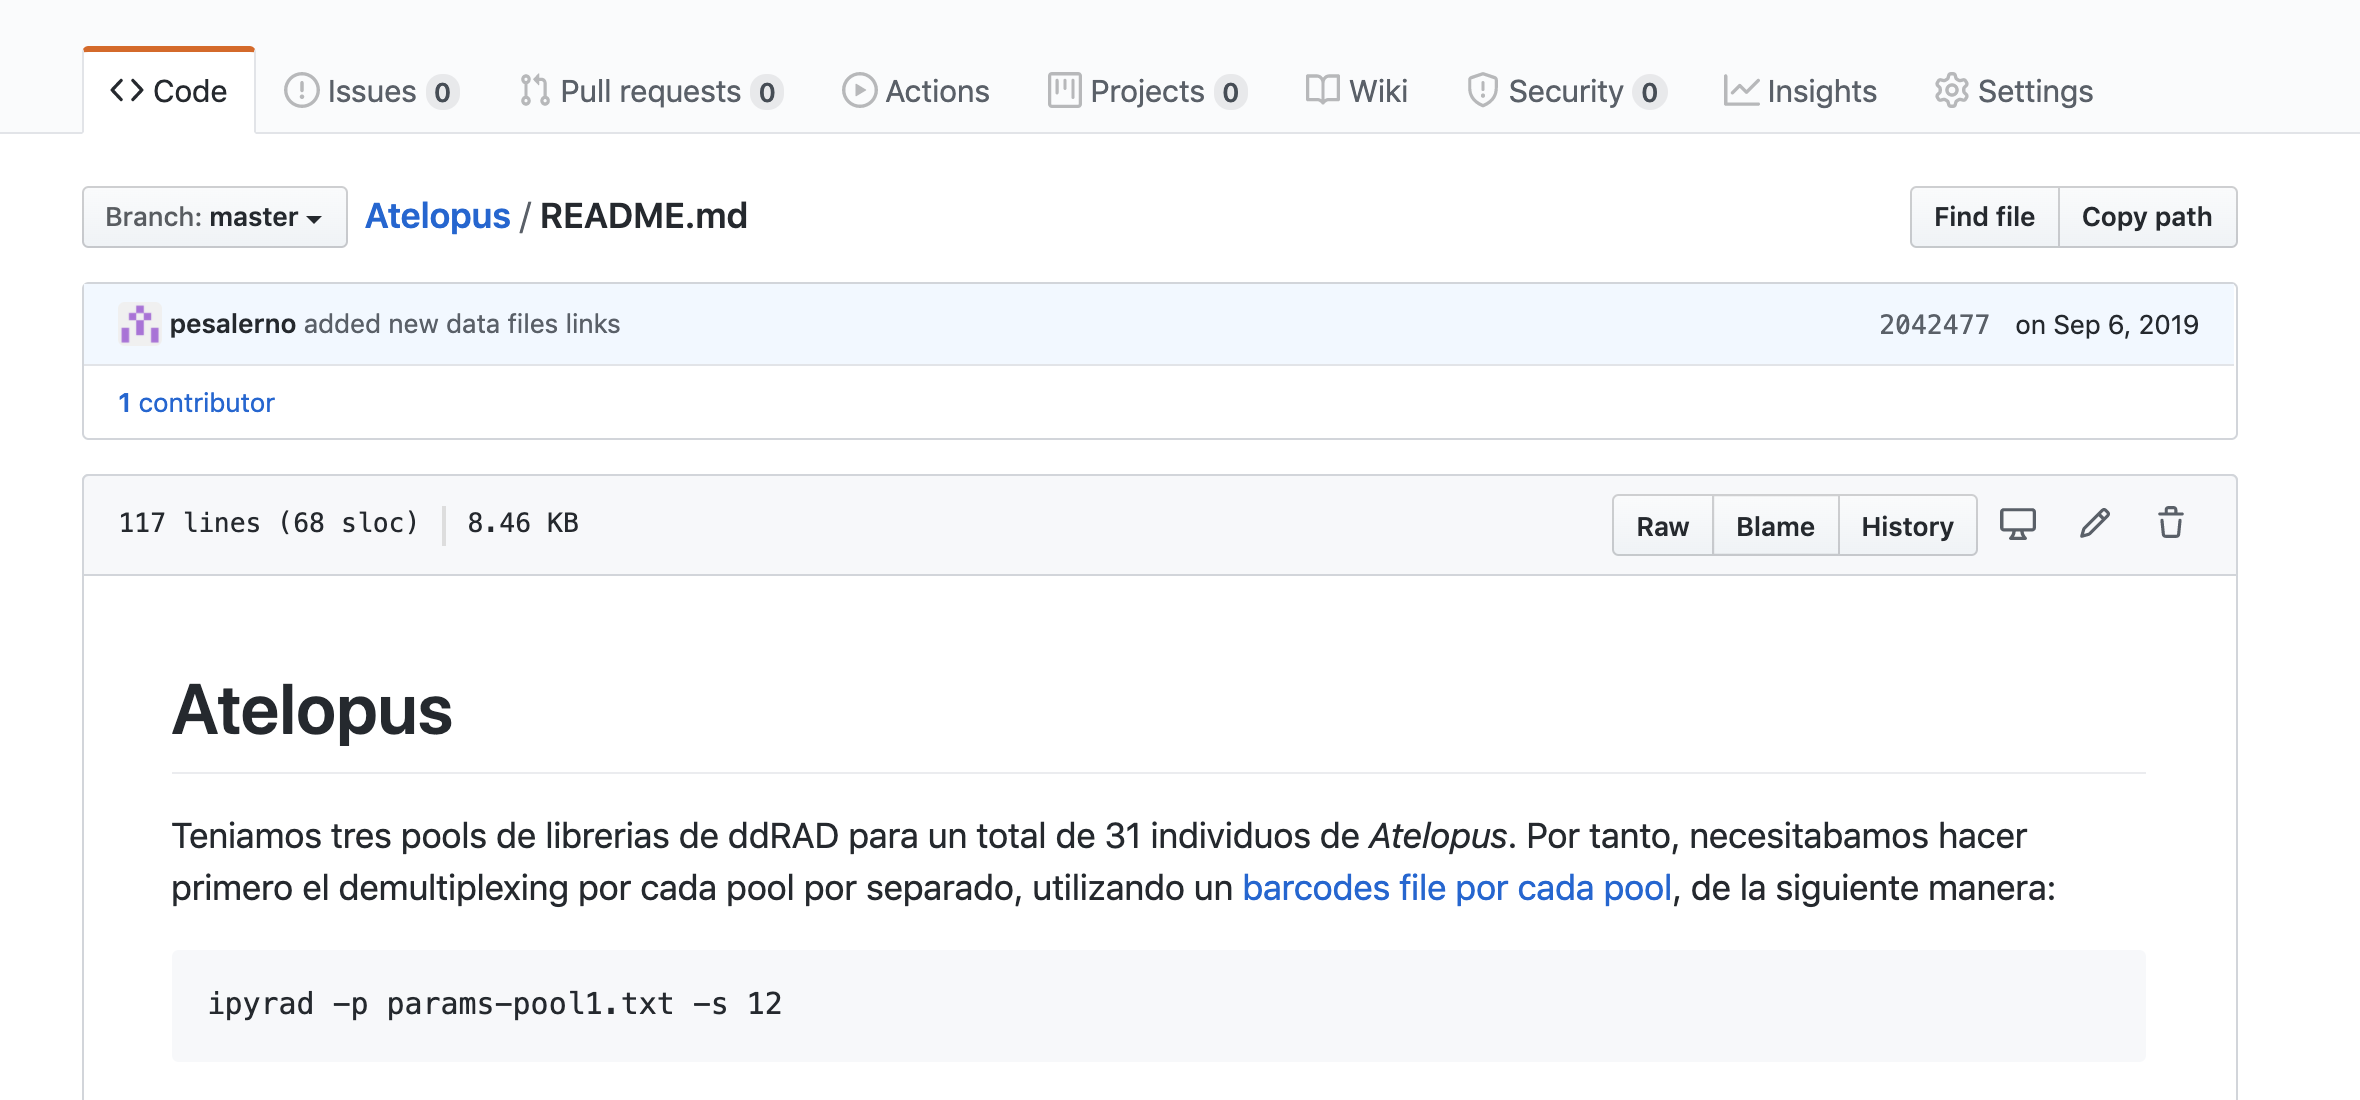 Code Issues 0 Pull requests 0 Actions Projects 0 Wiki Security 0 Insights Settings
Branch: master Atelopus / README.md Find file Copy path
pesalerno added new data files links 2042477 on Sep 6, 2019
1 contributor
117 lines (68 sloc) 8.46 KB Raw Blame History
Atelopus
Teniamos tres pools de librerias de ddRAD para un total de 31 individuos de Atelopus. Por tanto, necesitabamos hacer
primero el demultiplexing por cada pool por separado, utilizando un barcodes file por cada pool, de la siguiente manera:
ipyrad -p params-pool1.txt -s 12